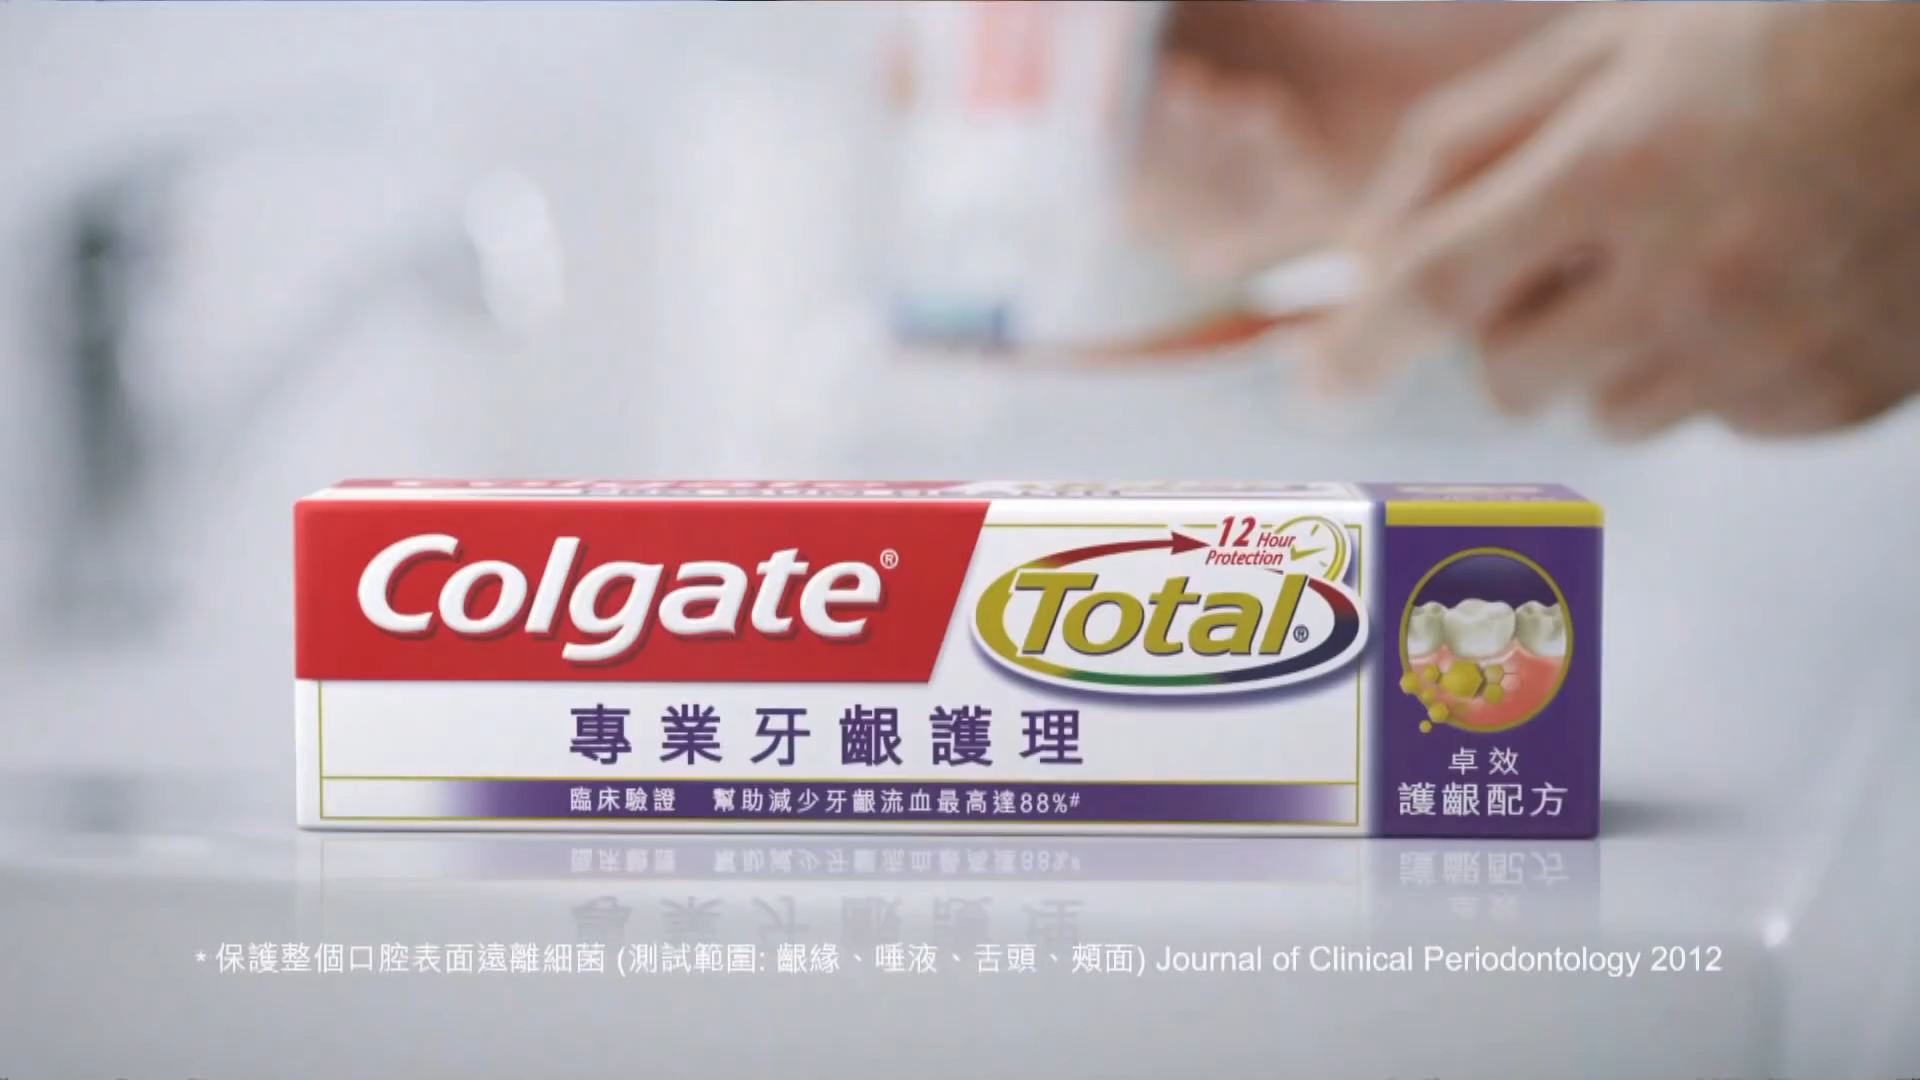 Colgate®
12 Hour
Protection
Total®
專業牙齦護理
臨床驗證 幫助減少牙齦流血最高達88%#
卓效
護齦配方
* 保護整個口腔表面遠離細菌 (測試範圍: 齦緣、唾液、舌頭、頰面) Journal of Clinical Periodontology 2012